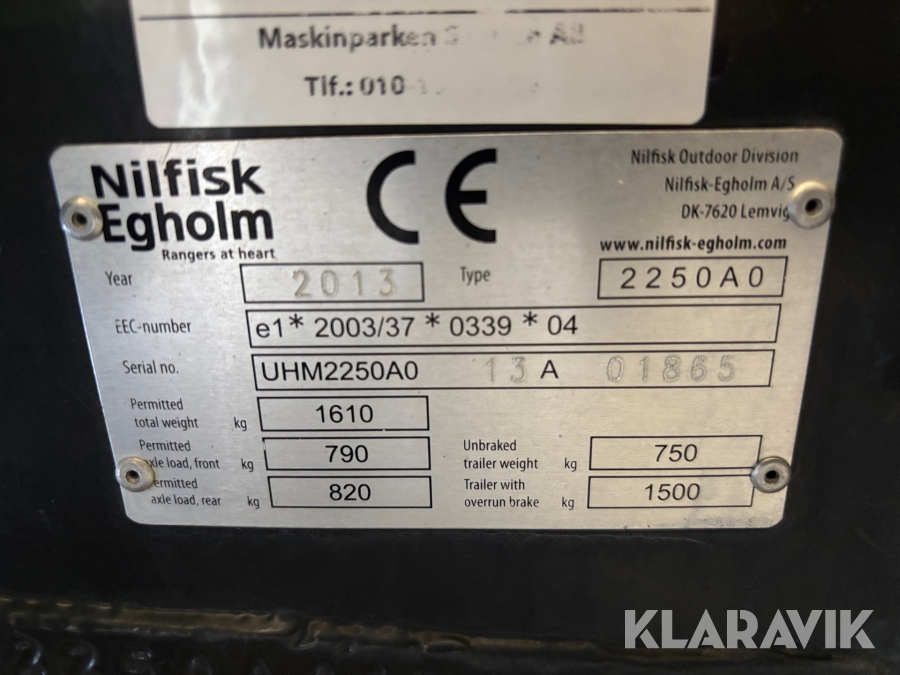 Maskinparken
Tlf.: 010
Nilfisk
Egholm
Rangers at heart
CE
Nilfisk Outdoor Division
Nilfisk-Egholm A/S
DK-7620 Lemvig
www.nilfisk-egholm.com
Year 2013 Type 2250A0
EEC-number e1* 2003/37 * 0339 * 04
Serial no. UHM2250A0 13 A 01865
Permitted
total weight kg 1610
Permitted
axle load, front kg 790
Unbraked
trailer weight kg 750
Permitted
axle load, rear kg 820
Trailer with
overrun brake kg 1500
KLARAVIK